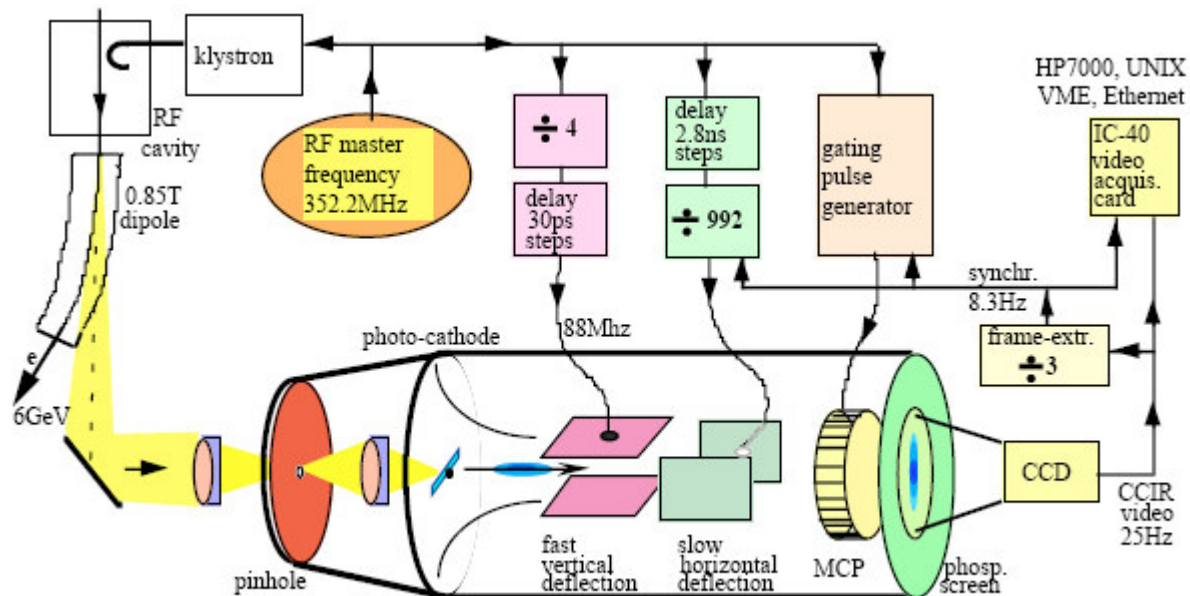 klystron
RF
cavity
0.85T
dipole
e
6GeV
RF master
frequency
352.2MHz
÷ 4
delay
30ps
steps
delay
2.8ns
steps
÷ 992
gating
pulse
generator
HP7000, UNIX
VME, Ethernet
IC-40
video
acquis.
card
synchr.
8.3Hz
frame-extr.
÷3
88Mhz
photo-cathode
pinhole
fast
vertical
deflection
slow
horizontal
deflection
MCP
phosp.
screen
CCD
CCIR
video
25Hz